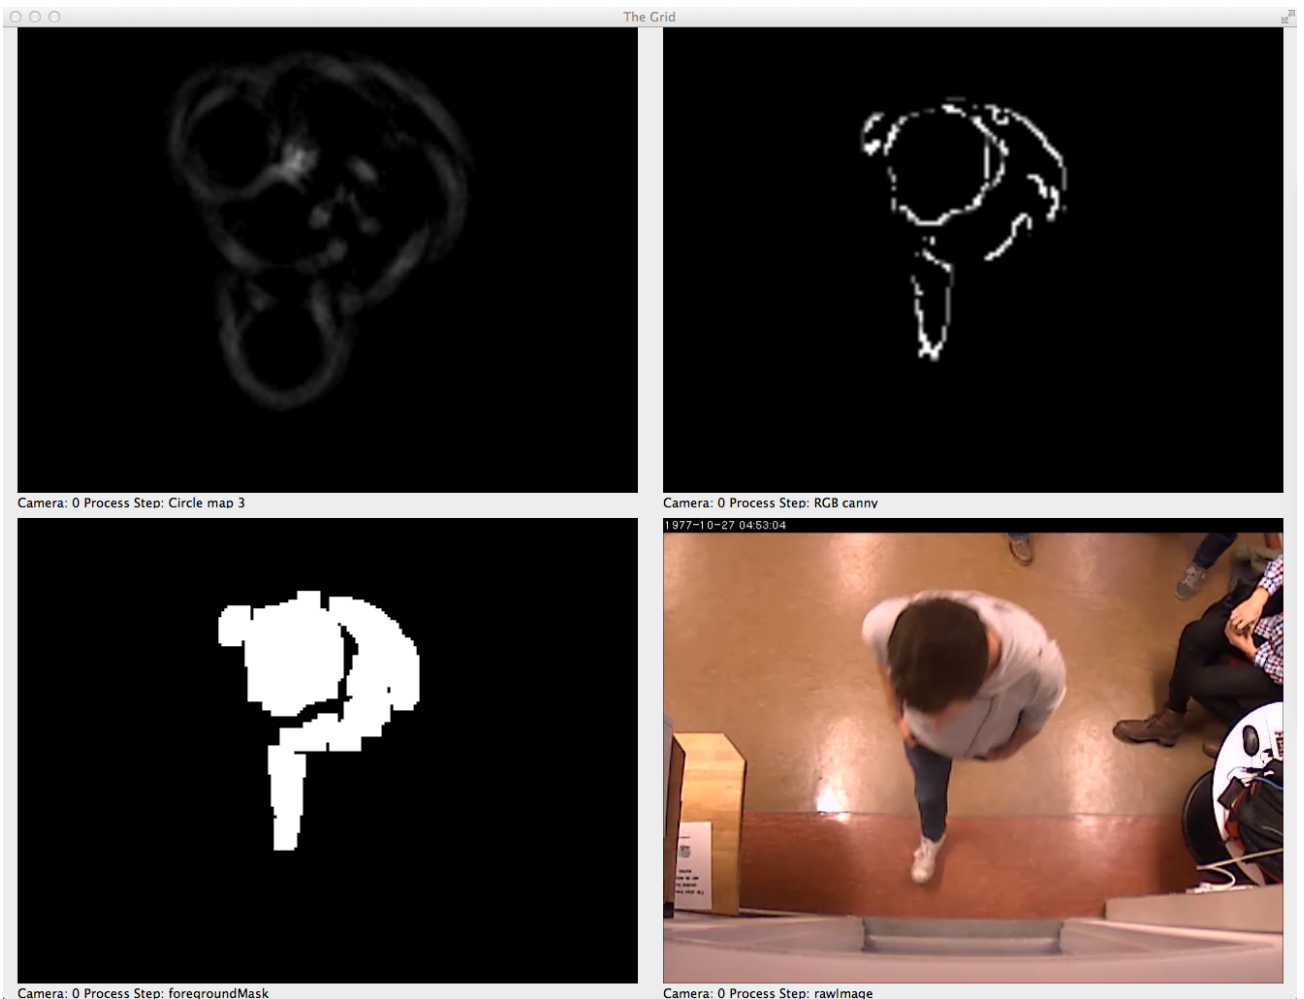 The Grid
Camera: 0 Process Step: Circle map 3
Camera: 0 Process Step: RGB canny
1977-10-27 04:53:04
Camera: 0 Process Step: foregroundMask
Camera: 0 Process Step: rawImage